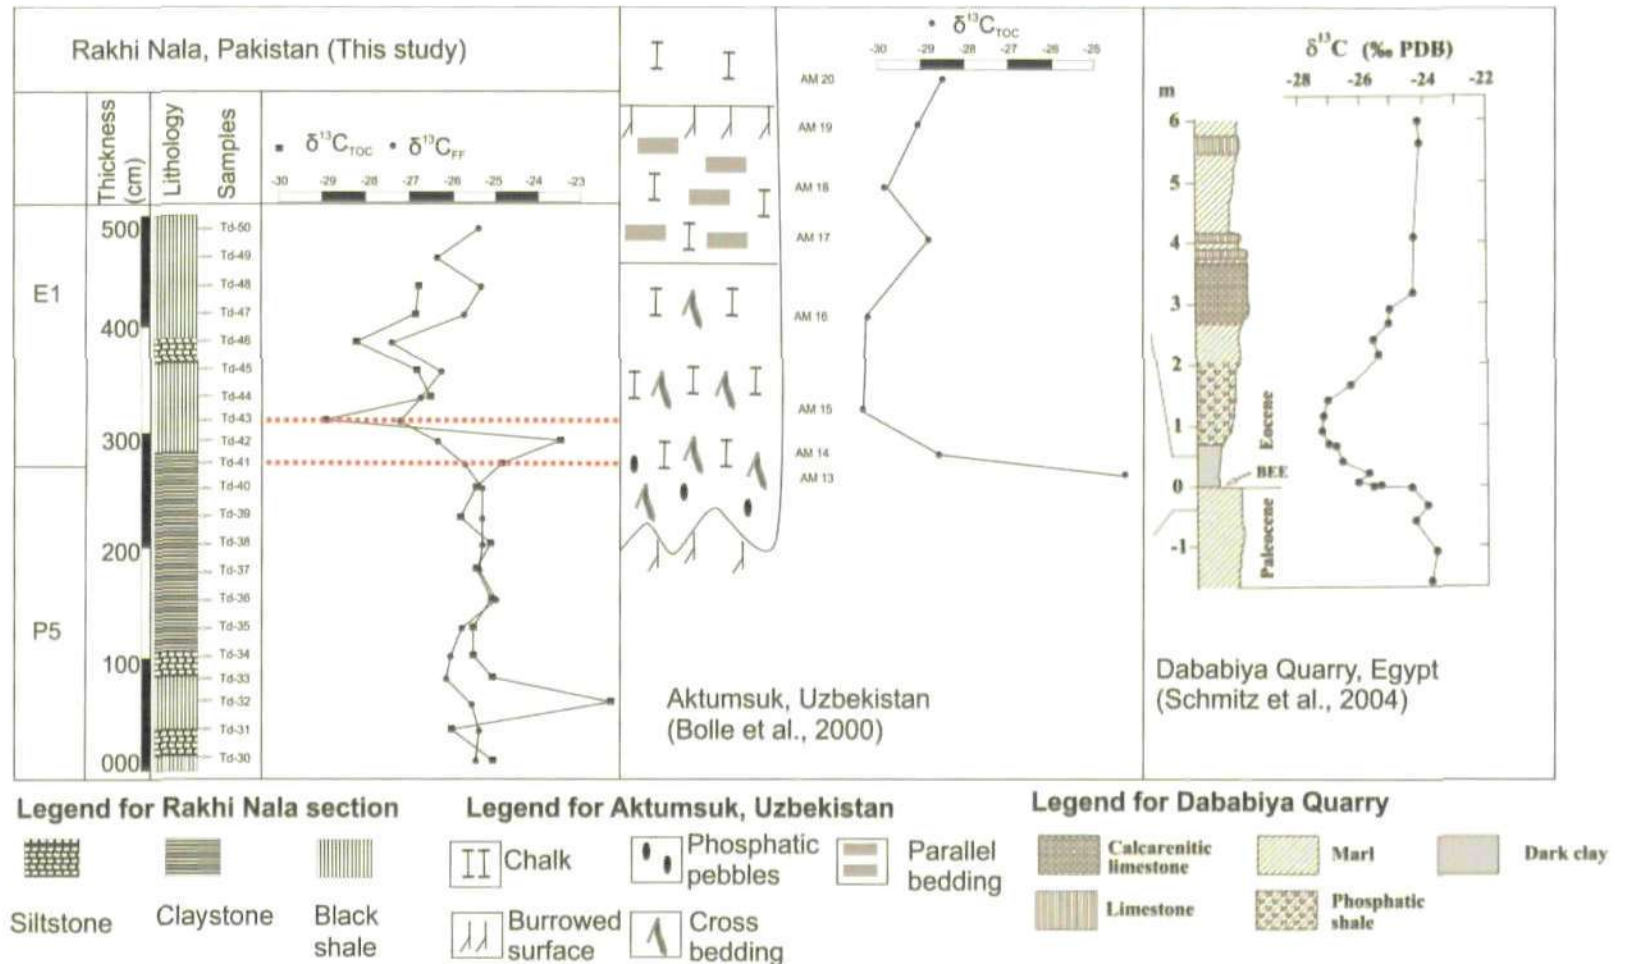 Rakhi Nala, Pakistan (This study)
Thickness (cm)
Lithology
Samples
δ¹³C_TOC
δ¹³C_FF
-30 -29 -28 -27 -26 -25 -23
E1
P5
500
400
300
200
100
000
Td-50
Td-49
Td-48
Td-47
Td-46
Td-45
Td-44
Td-43
Td-42
Td-41
Td-40
Td-39
Td-38
Td-37
Td-36
Td-35
Td-34
Td-33
Td-32
Td-31
Td-30
δ¹³C_TOC
-30 -29 -28 -27 -26 -25
AM 20
AM 19
AM 18
AM 17
AM 16
AM 15
AM 14
AM 13
Aktumsuk, Uzbekistan
(Bolle et al., 2000)
δ¹³C (‰ PDB)
-28 -26 -24 -22
m
6
5
4
3
2
1
0
-1
Eocene
BEE
Paleocene
Dababiya Quarry, Egypt
(Schmitz et al., 2004)
Legend for Rakhi Nala section
Siltstone
Claystone
Black
shale
Legend for Aktumsuk, Uzbekistan
Chalk
Phosphatic
pebbles
Parallel
bedding
Burrowed
surface
Cross
bedding
Legend for Dababiya Quarry
Calcarenitic
limestone
Marl
Dark clay
Limestone
Phosphatic
shale